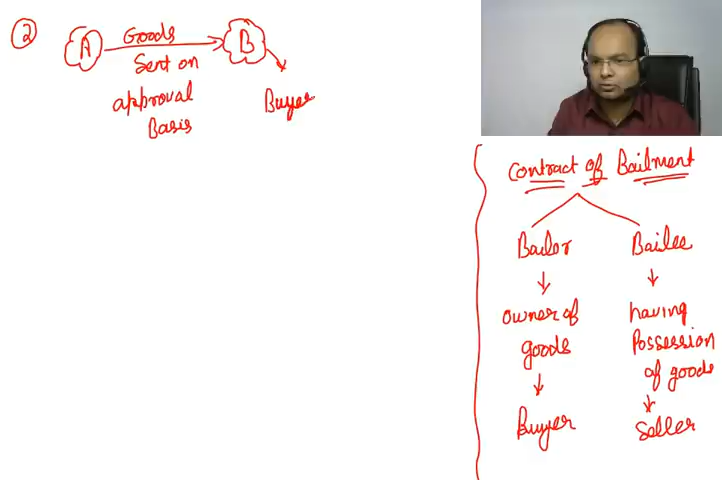 ②
A
Goods
B
Sent on
approval
Basis
Buyer
Contract of Bailment
Bailor
Bailee
owner of
goods
having
Possession
of goods
Buyer
Seller